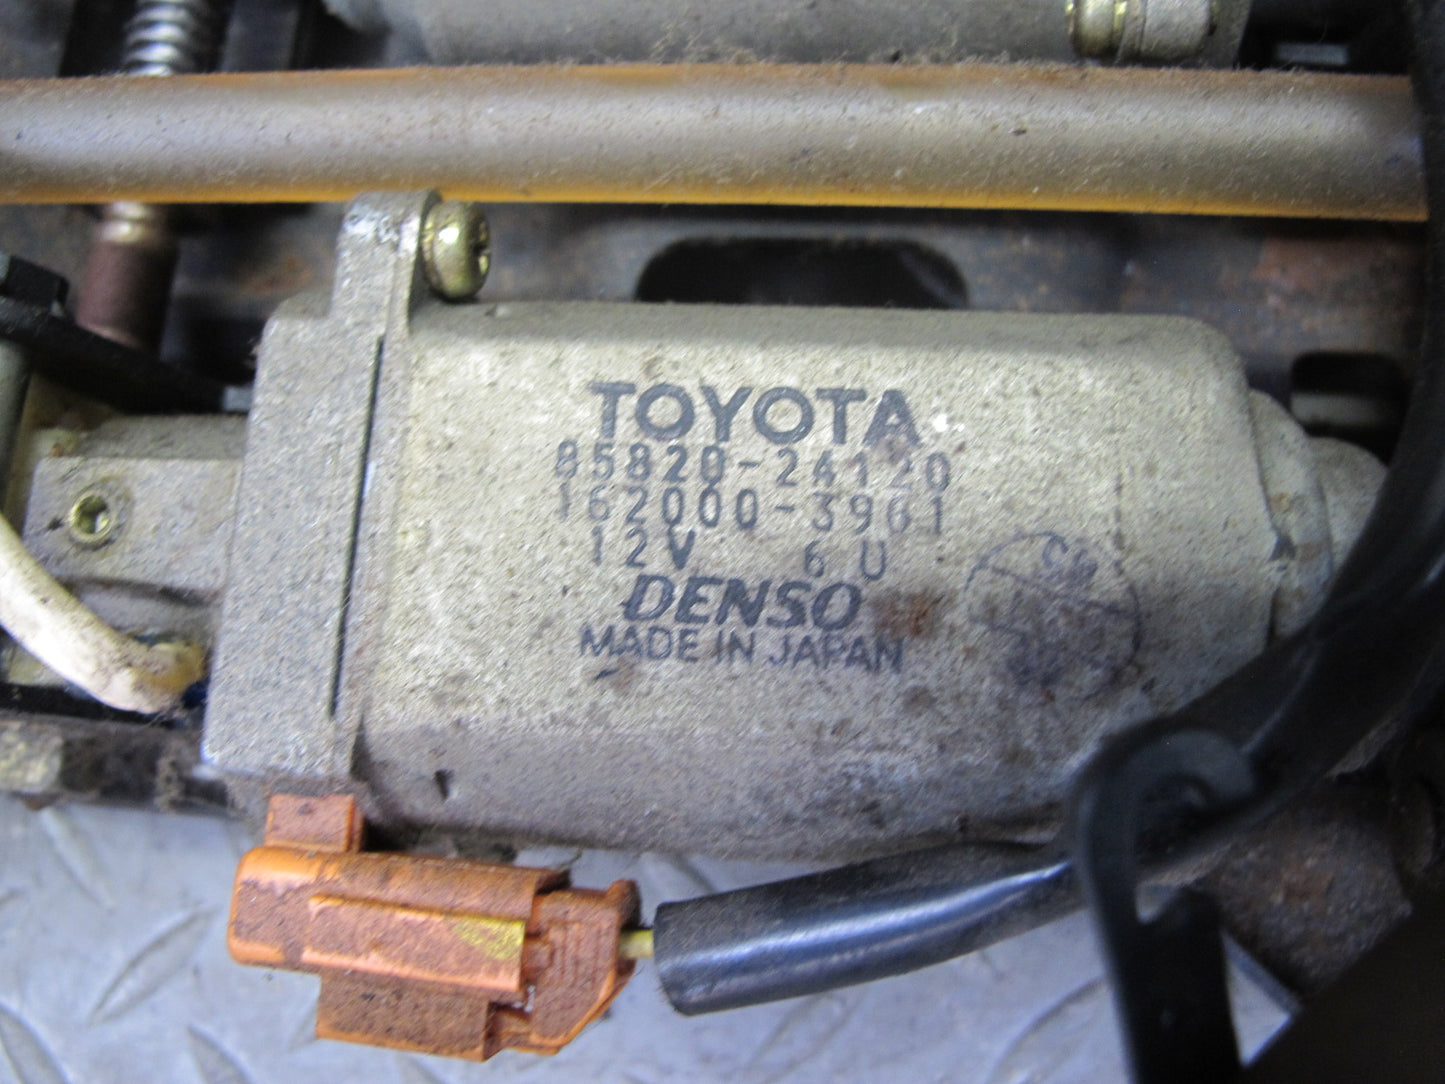 TOYOTA
85820-24120
162000-3961
12V 6U
DENSO
MADE IN JAPAN